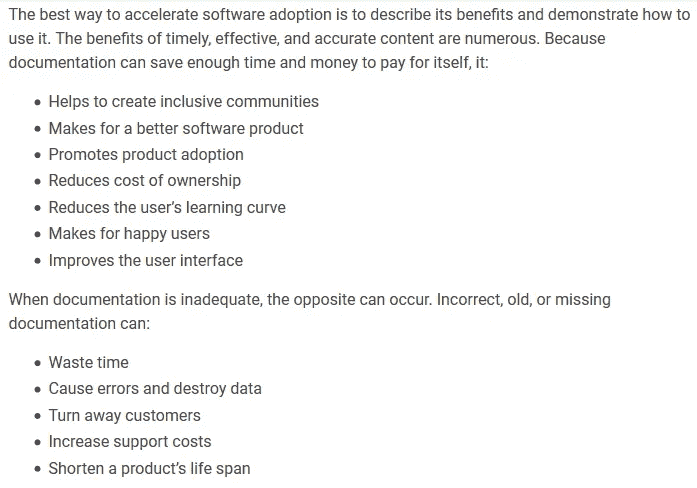 The best way to accelerate software adoption is to describe its benefits and demonstrate how to
use it. The benefits of timely, effective, and accurate content are numerous. Because
documentation can save enough time and money to pay for itself, it:
• Helps to create inclusive communities
• Makes for a better software product
• Promotes product adoption
• Reduces cost of ownership
• Reduces the user's learning curve
• Makes for happy users
• Improves the user interface
When documentation is inadequate, the opposite can occur. Incorrect, old, or missing
documentation can:
• Waste time
• Cause errors and destroy data
• Turn away customers
• Increase support costs
• Shorten a product's life span